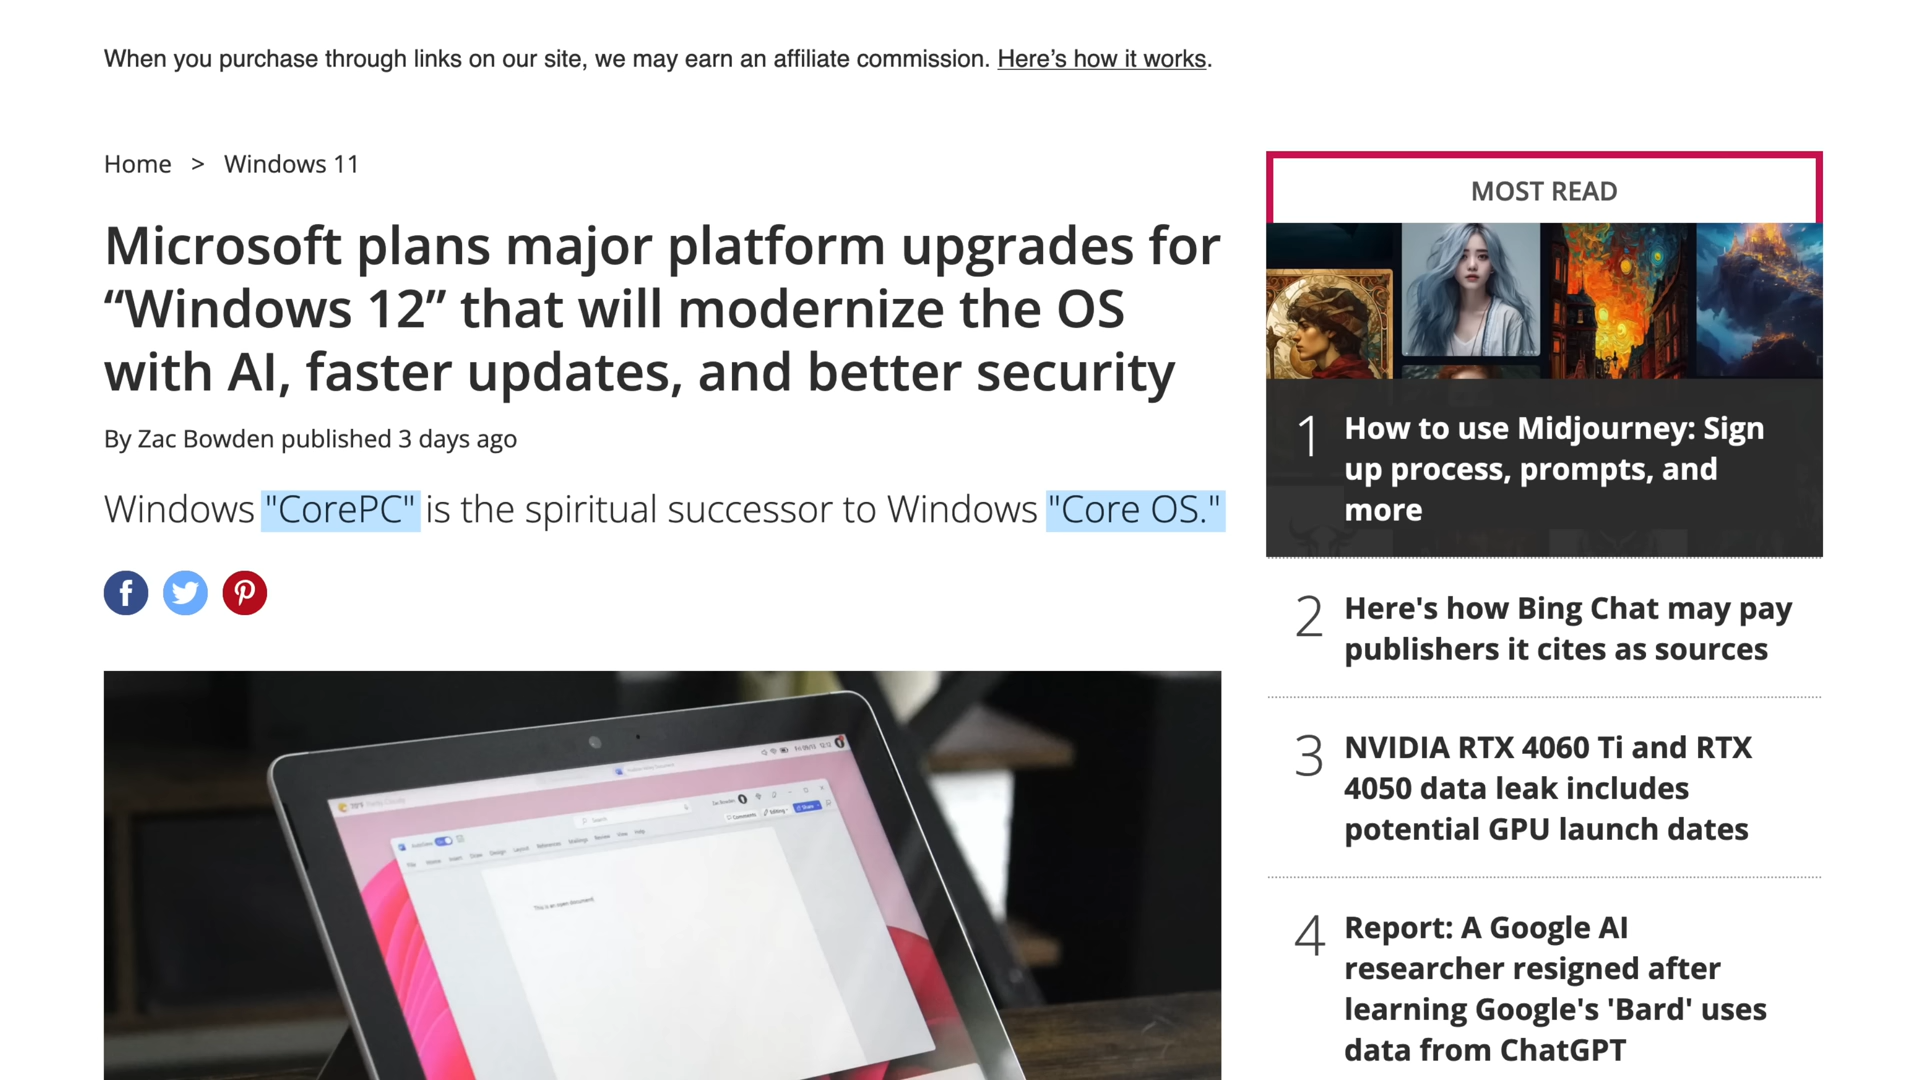 When you purchase through links on our site, we may earn an affiliate commission. Here’s how it works.
Home > Windows 11
Microsoft plans major platform upgrades for
“Windows 12” that will modernize the OS
with AI, faster updates, and better security
By Zac Bowden published 3 days ago
Windows "CorePC" is the spiritual successor to Windows "Core OS."
f
This is an open document
MOST READ
1 How to use Midjourney: Sign
up process, prompts, and
more
2 Here's how Bing Chat may pay
publishers it cites as sources
3 NVIDIA RTX 4060 Ti and RTX
4050 data leak includes
potential GPU launch dates
4 Report: A Google AI
researcher resigned after
learning Google's 'Bard' uses
data from ChatGPT